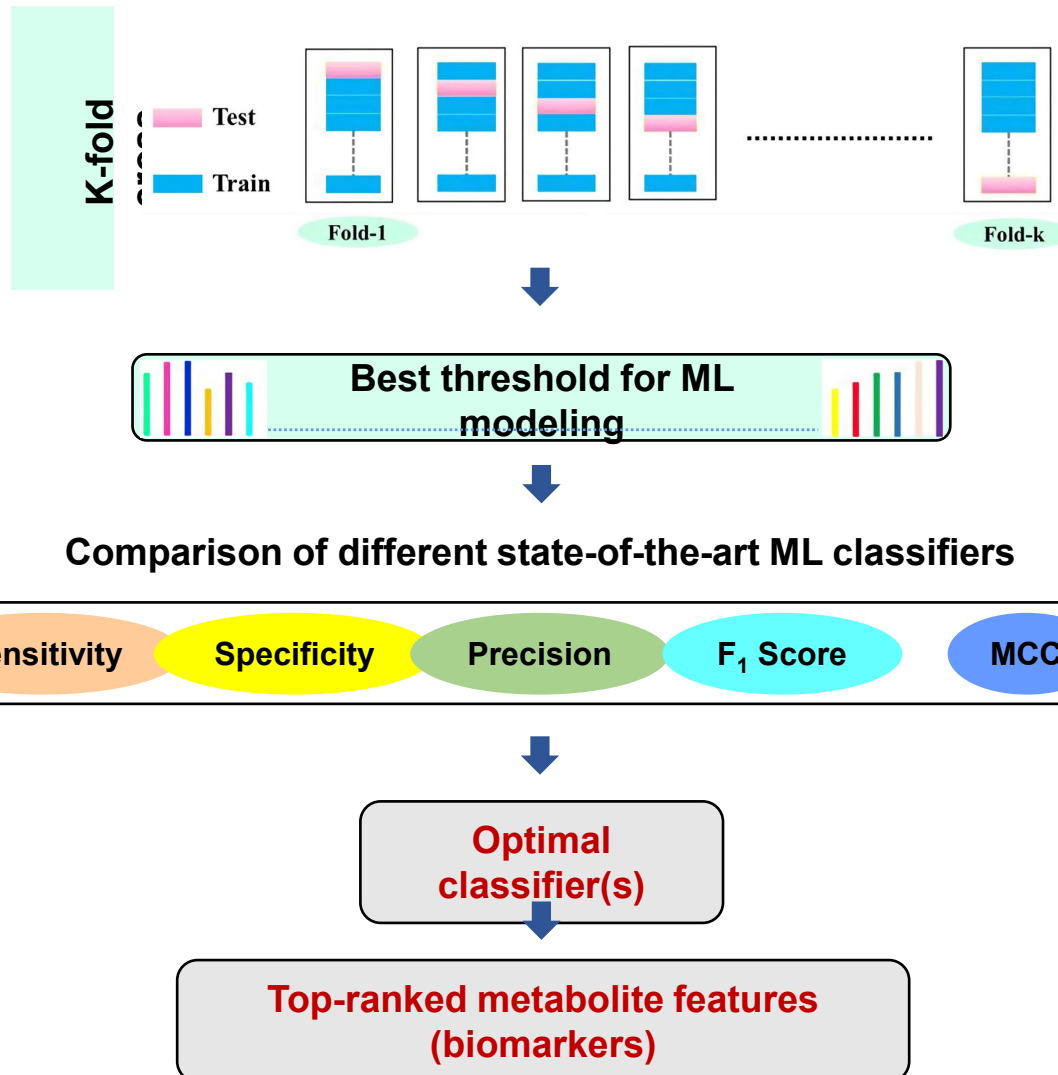 K-fold
Test
Train
Fold-1
Fold-k
Best threshold for ML
modeling
Comparison of different state-of-the-art ML classifiers
ensitivity
Specificity
Precision
F₁ Score
MCC
Optimal
classifier(s)
Top-ranked metabolite features
(biomarkers)